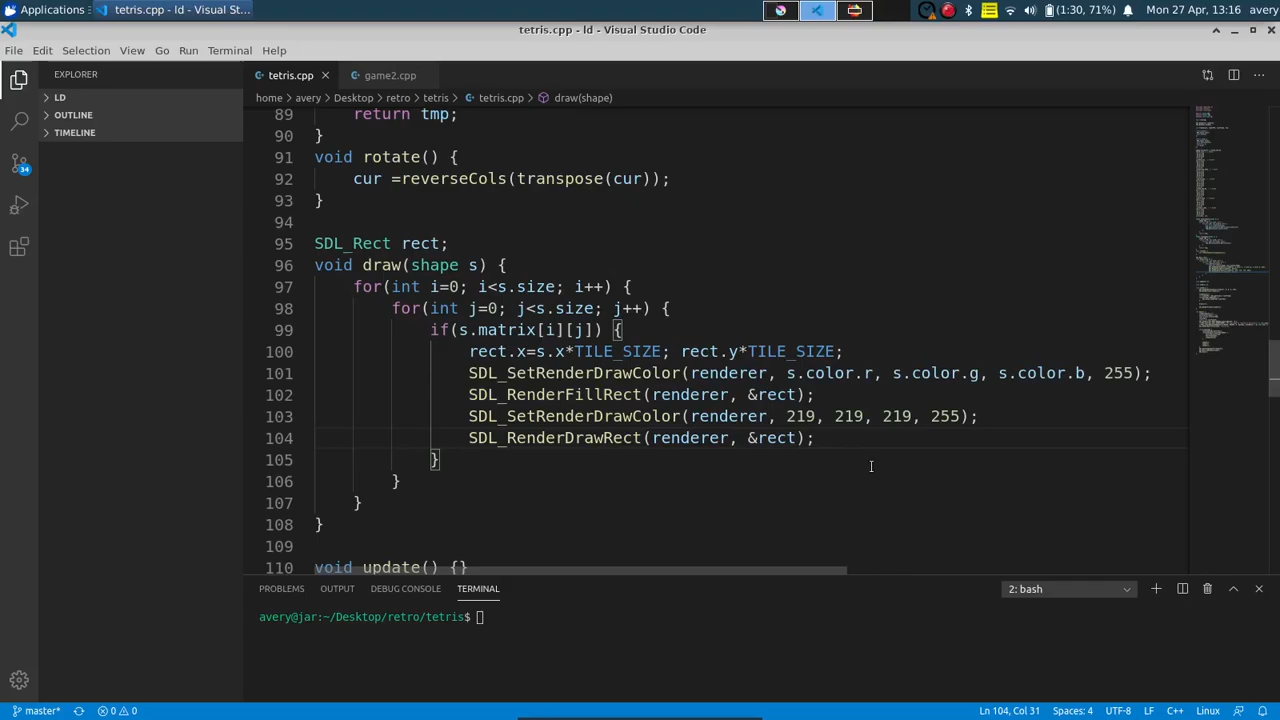 Applications
tetris.cpp - ld - Visual St...
(1:30, 71%)
Mon 27 Apr, 13:16
avery
tetris.cpp - ld - Visual Studio Code
File Edit Selection View Go Run Terminal Help
EXPLORER
LD
OUTLINE
TIMELINE
34
tetris.cpp
game2.cpp
home > avery > Desktop > retro > tetris > tetris.cpp > draw(shape)
89 return tmp;
90 }
91 void rotate() {
92 cur =reverseCols(transpose(cur));
93 }
94
95 SDL_Rect rect;
96 void draw(shape s) {
97 for(int i=0; i<s.size; i++) {
98 for(int j=0; j<s.size; j++) {
99 if(s.matrix[i][j]) {
100 rect.x=s.x*TILE_SIZE; rect.y*TILE_SIZE;
101 SDL_SetRenderDrawColor(renderer, s.color.r, s.color.g, s.color.b, 255);
102 SDL_RenderFillRect(renderer, &rect);
103 SDL_SetRenderDrawColor(renderer, 219, 219, 219, 255);
104 SDL_RenderDrawRect(renderer, &rect);
105 }
106 }
107 }
108 }
109
110 void update() {}
PROBLEMS OUTPUT DEBUG CONSOLE TERMINAL
2: bash
avery@jar:~/Desktop/retro/tetris$
master*
0 0
Ln 104, Col 31
Spaces: 4
UTF-8
LF
C++
Linux